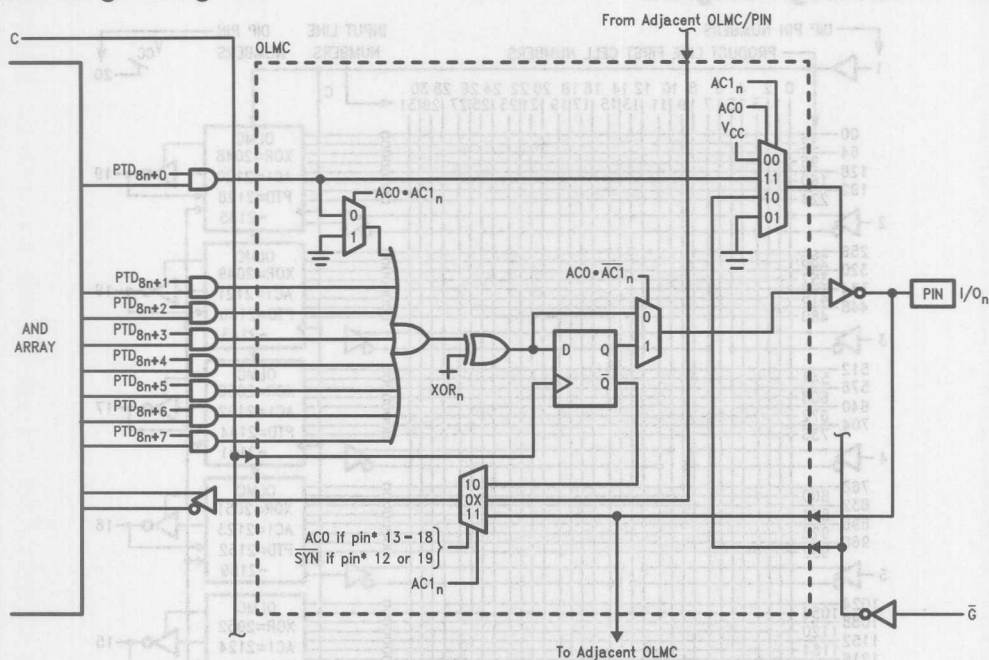 From Adjacent OLMC/PIN
C
OLMC
AC1n
AC0
VCC
00
11
10
01
PTD8n+0
AC0•AC1n
0
1
PTD8n+1
PTD8n+2
PTD8n+3
PTD8n+4
PTD8n+5
PTD8n+6
PTD8n+7
AND
ARRAY
AC0•A̅C̅1̅n
0
1
D
Q
Q̅
XORn
PIN
I/On
10
0X
11
AC0 if pin* 13-18
S̅Y̅N̅ if pin* 12 or 19
AC1n
G̅
To Adjacent OLMC